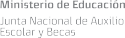 Ministerio de Educación
Junta Nacional de Auxilio
Escolar y Becas